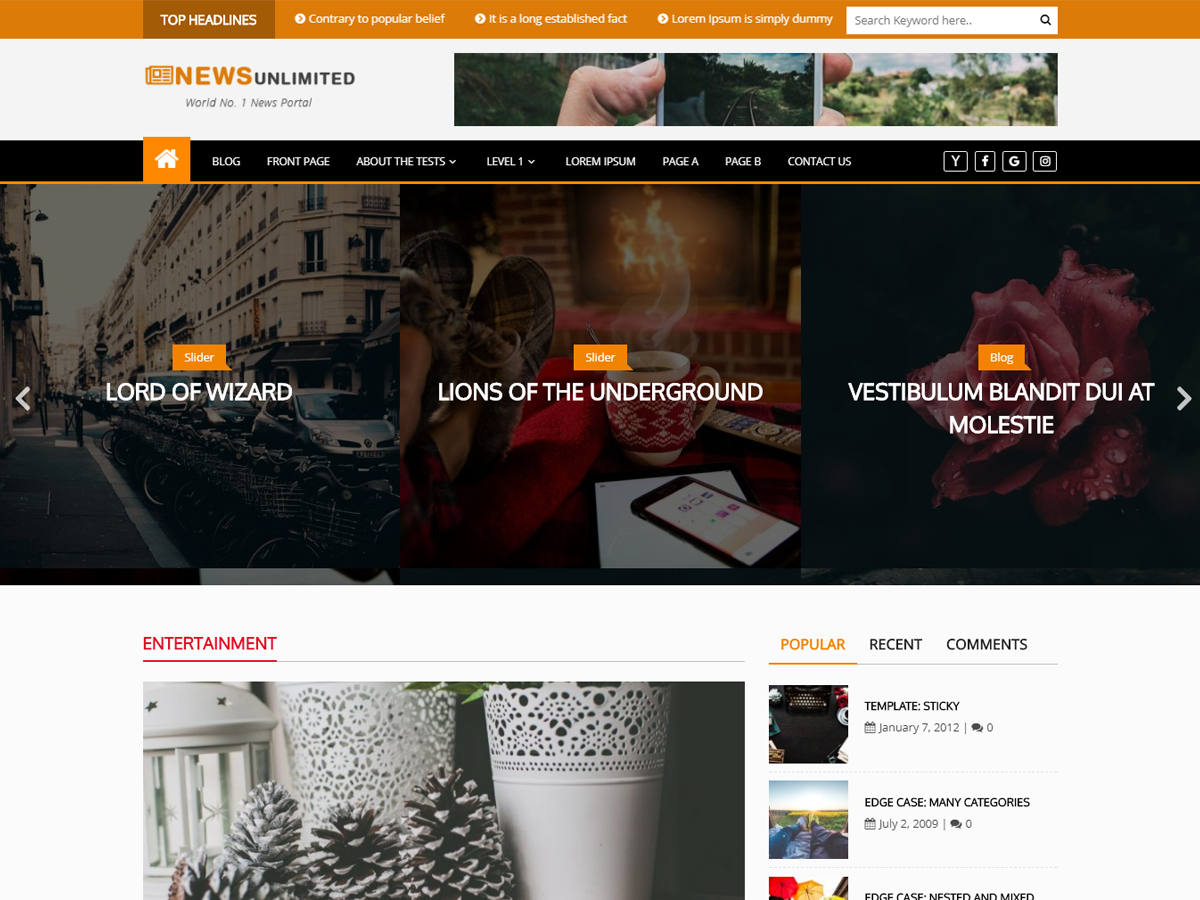 TOP HEADLINES
Contrary to popular belief
It is a long established fact
Lorem Ipsum is simply dummy
Search Keyword here..
NEWS UNLIMITED
World No. 1 News Portal
BLOG
FRONT PAGE
ABOUT THE TESTS
LEVEL 1
LOREM IPSUM
PAGE A
PAGE B
CONTACT US
Slider
LORD OF WIZARD
Slider
LIONS OF THE UNDERGROUND
Blog
VESTIBULUM BLANDIT DUI AT
MOLESTIE
ENTERTAINMENT
POPULAR
RECENT
COMMENTS
TEMPLATE: STICKY
January 7, 2012 | 0
EDGE CASE: MANY CATEGORIES
July 2, 2009 | 0
EDGE CASE: NESTED AND MIXED